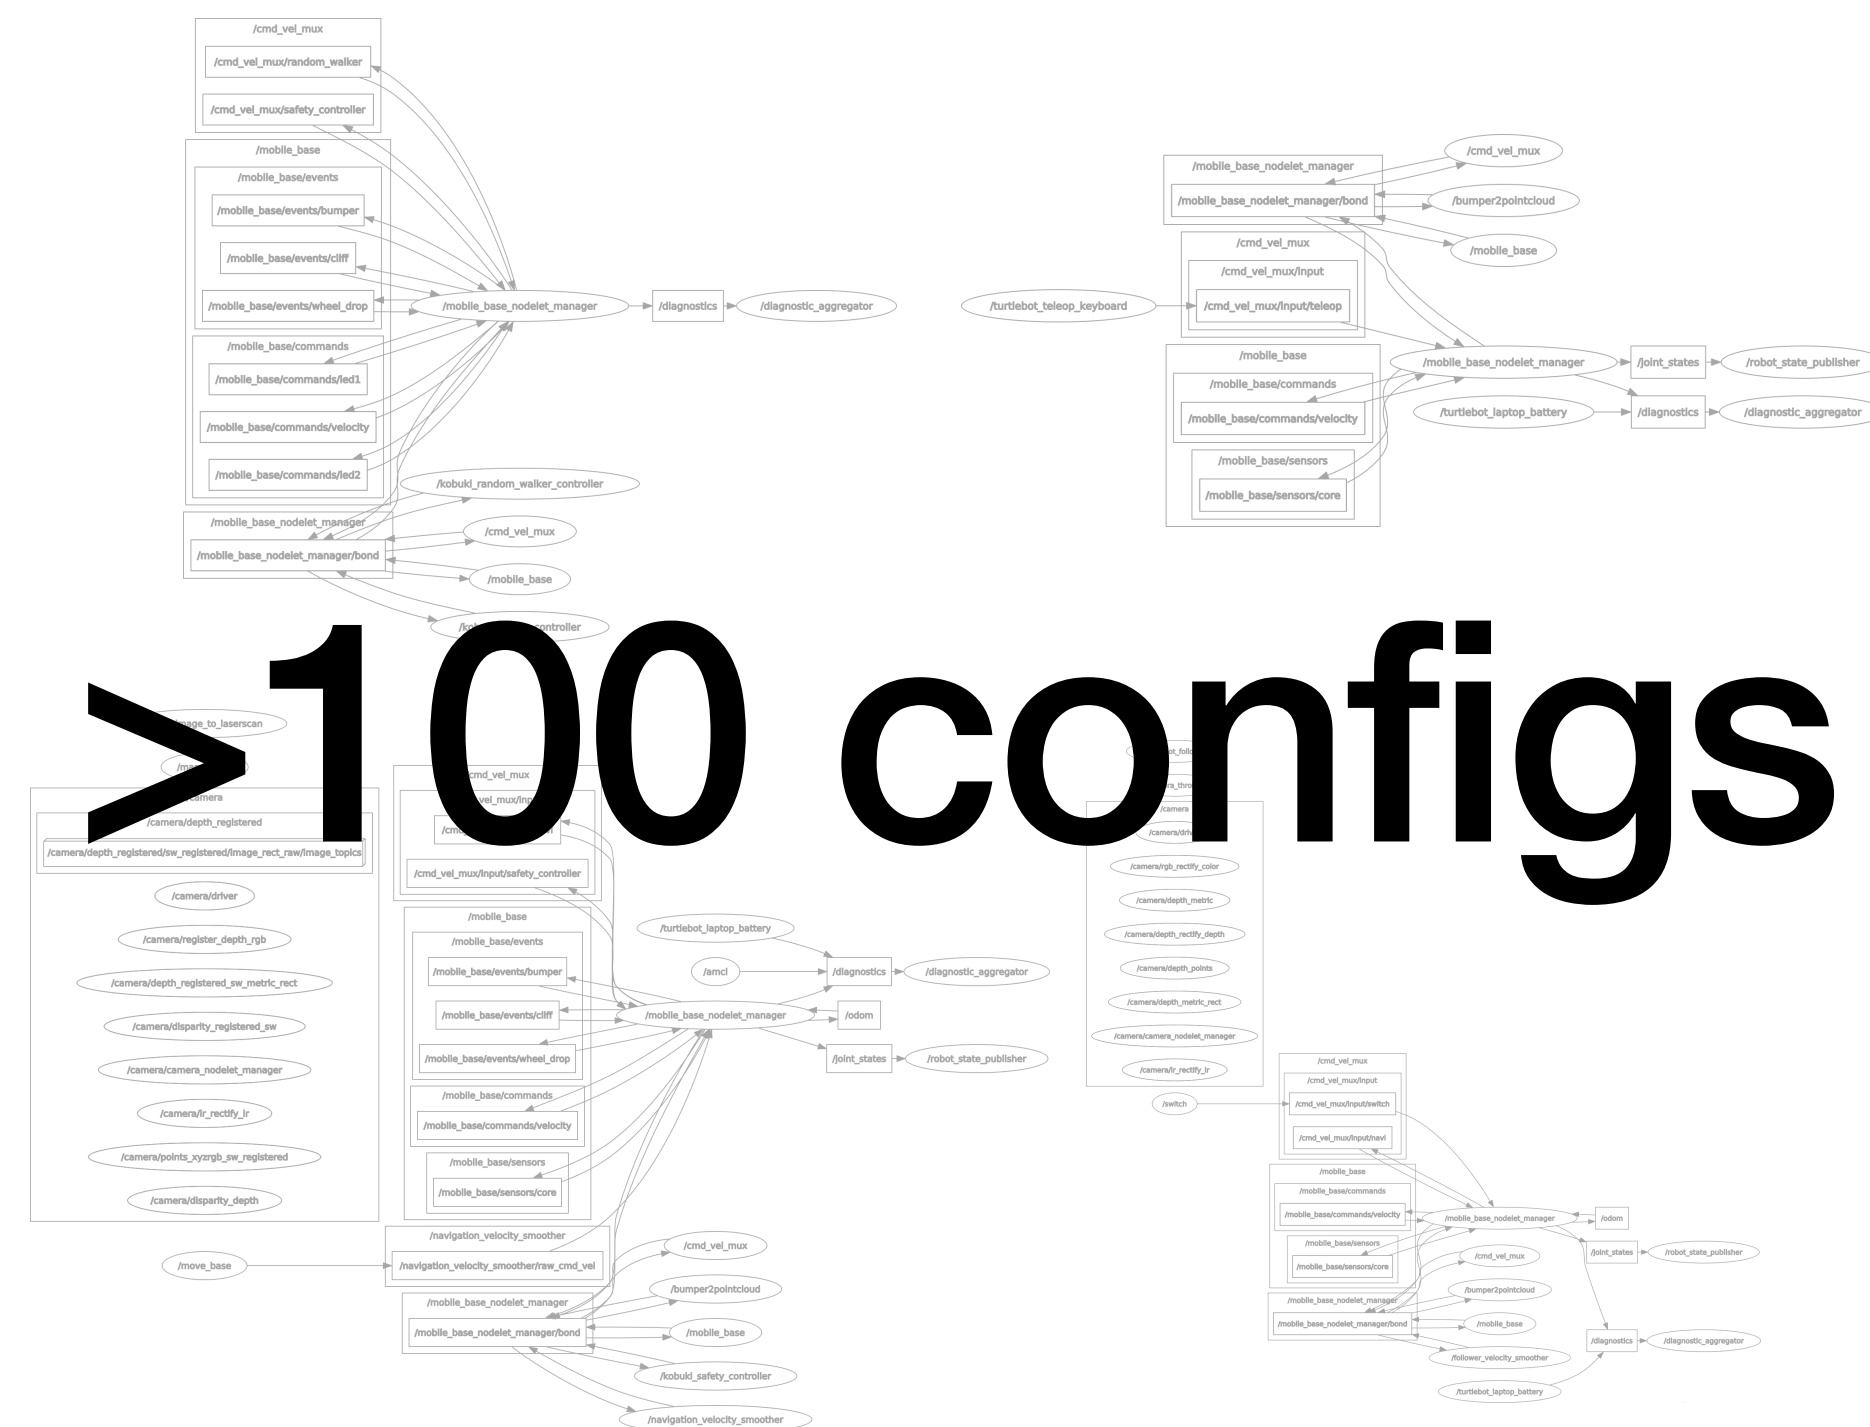 /cmd_vel_mux
/cmd_vel_mux/random_walker
/cmd_vel_mux/safety_controller
/mobile_base
/mobile_base/events
/mobile_base/events/bumper
/mobile_base/events/cliff
/mobile_base/events/wheel_drop
/mobile_base_nodelet_manager
/diagnostics
/diagnostic_aggregator
/mobile_base/commands
/mobile_base/commands/led1
/mobile_base/commands/velocity
/mobile_base/commands/led2
/kobuki_random_walker_controller
/mobile_base_nodelet_manager
/cmd_vel_mux
/mobile_base_nodelet_manager/bond
/mobile_base
/mobile_base_nodelet_manager
/cmd_vel_mux
/mobile_base_nodelet_manager/bond
/bumper2pointcloud
/cmd_vel_mux
/mobile_base
/cmd_vel_mux/input
/turtlebot_teleop_keyboard
/cmd_vel_mux/input/teleop
/mobile_base
/mobile_base_nodelet_manager
/joint_states
/robot_state_publisher
/mobile_base/commands
/mobile_base/commands/velocity
/turtlebot_laptop_battery
/diagnostics
/diagnostic_aggregator
/mobile_base/sensors
/mobile_base/sensors/core
>100 configs
/camera/depth_registered
/camera/depth_registered/sw_registered/image_rect_raw/image_topics
/camera/driver
/camera/register_depth_rgb
/camera/depth_registered_sw_metric_rect
/camera/disparity_registered_sw
/camera/camera_nodelet_manager
/camera/ir_rectify_ir
/camera/points_xyzrgb_sw_registered
/camera/disparity_depth
/move_base
/cmd_vel_mux/input/safety_controller
/mobile_base
/mobile_base/events
/mobile_base/events/bumper
/mobile_base/events/cliff
/mobile_base/events/wheel_drop
/turtlebot_laptop_battery
/amcl
/diagnostics
/diagnostic_aggregator
/mobile_base_nodelet_manager
/odom
/joint_states
/robot_state_publisher
/mobile_base/commands
/mobile_base/commands/velocity
/mobile_base/sensors
/mobile_base/sensors/core
/navigation_velocity_smoother
/navigation_velocity_smoother/raw_cmd_vel
/cmd_vel_mux
/mobile_base_nodelet_manager
/bumper2pointcloud
/mobile_base_nodelet_manager/bond
/mobile_base
/kobuki_safety_controller
/navigation_velocity_smoother
/camera
/camera/rgb_rectify_color
/camera/depth_metric
/camera/depth_rectify_depth
/camera/depth_points
/camera/depth_metric_rect
/camera/camera_nodelet_manager
/camera/ir_rectify_ir
/switch
/cmd_vel_mux
/cmd_vel_mux/input
/cmd_vel_mux/input/switch
/cmd_vel_mux/input/navi
/mobile_base
/mobile_base/commands
/mobile_base/commands/velocity
/mobile_base_nodelet_manager
/odom
/mobile_base/sensors
/mobile_base/sensors/core
/joint_states
/robot_state_publisher
/cmd_vel_mux
/mobile_base_nodelet_manager
/bumper2pointcloud
/mobile_base_nodelet_manager/bond
/mobile_base
/follower_velocity_smoother
/diagnostics
/diagnostic_aggregator
/turtlebot_laptop_battery